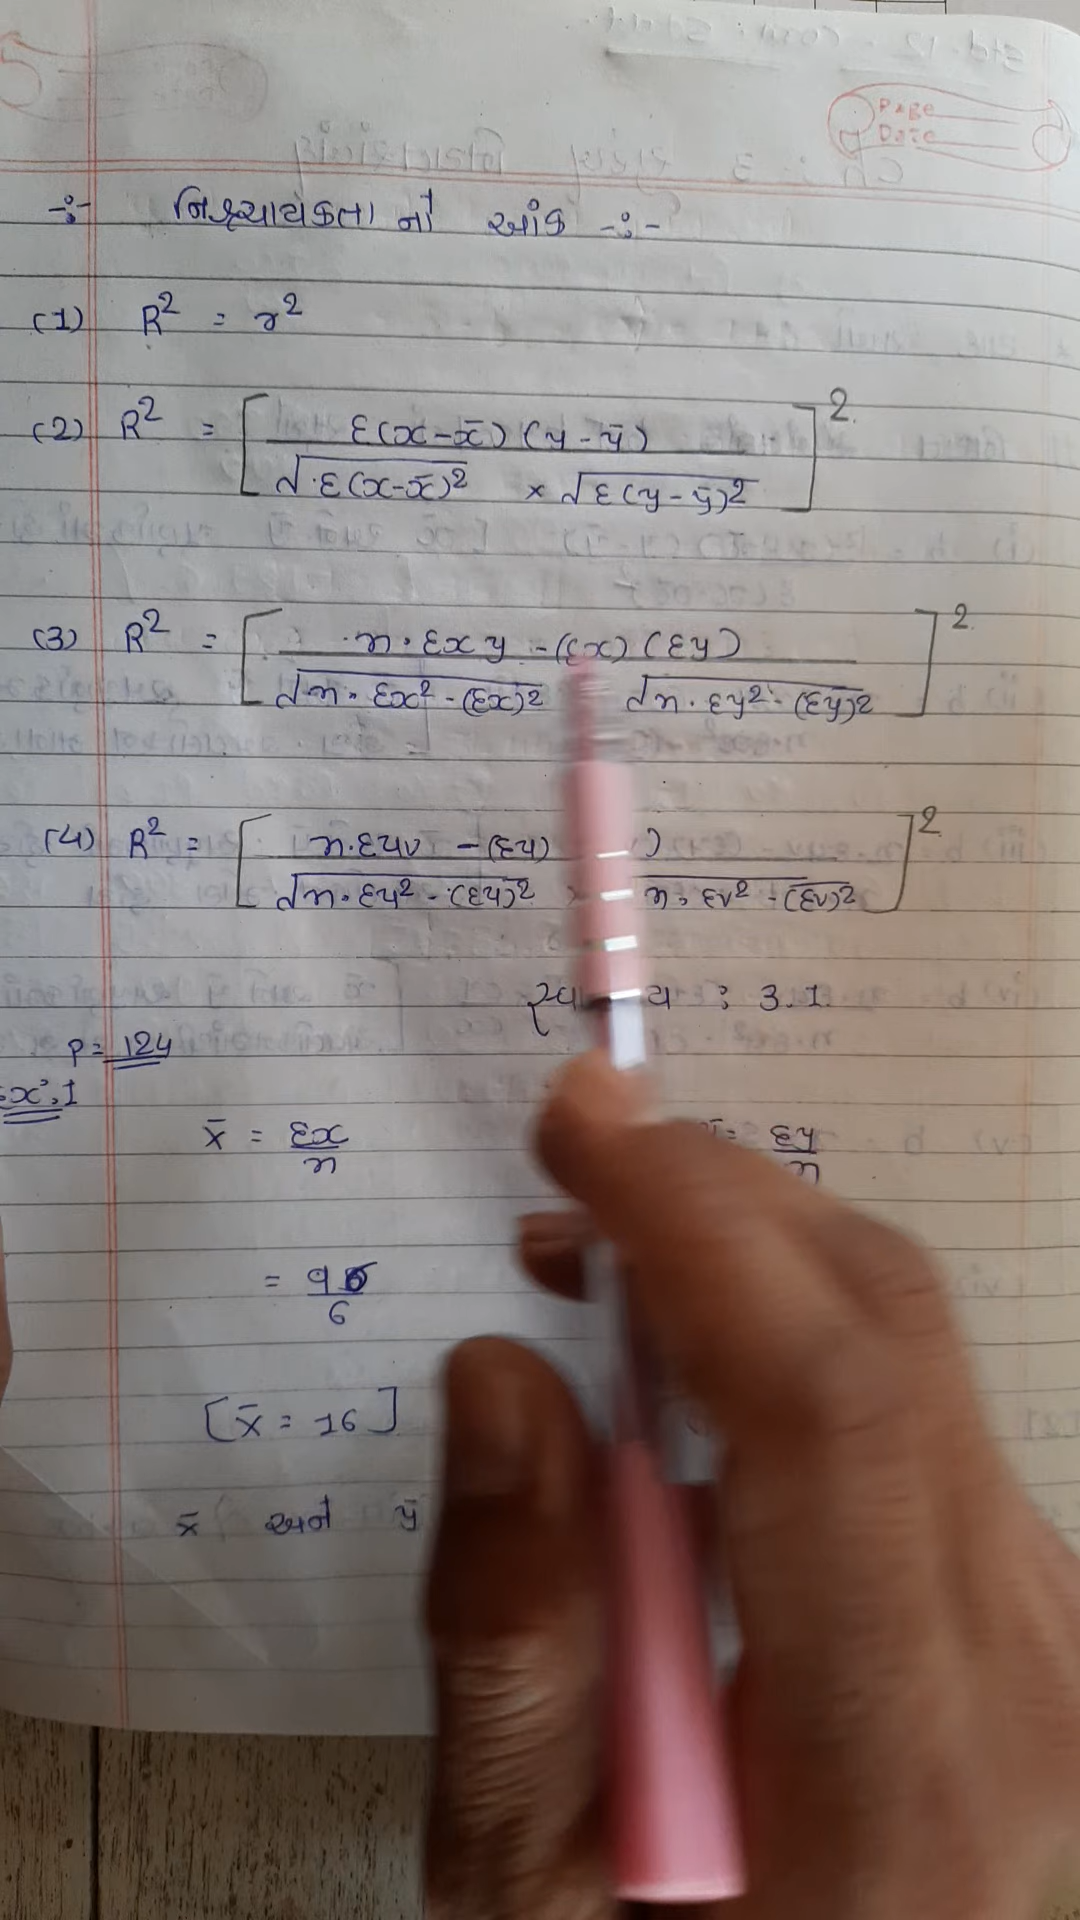 Page
Date
-:- નિશ્ચાયકતા નો આંક -:-
(1) R² = r²
(2) R² = [ Σ(x-x̄) (y-ȳ) / √Σ(x-x̄)² × √Σ(y-ȳ)² ]²
(3) R² = [ n·Σxy - (Σx) (Σy) / √n·Σx² - (Σx)² √n·Σy² - (Σy)² ]²
(4) R² = [ n·Σuv - (Σu) ) / √n·Σu² - (Σu)² × n·Σv² - (Σv)² ]²
: 3.1
P = 124
Ex:1
x̄ = Σx / n = Σy / n
= 96 / 6
[x̄ = 16]
x̄ અને ȳ